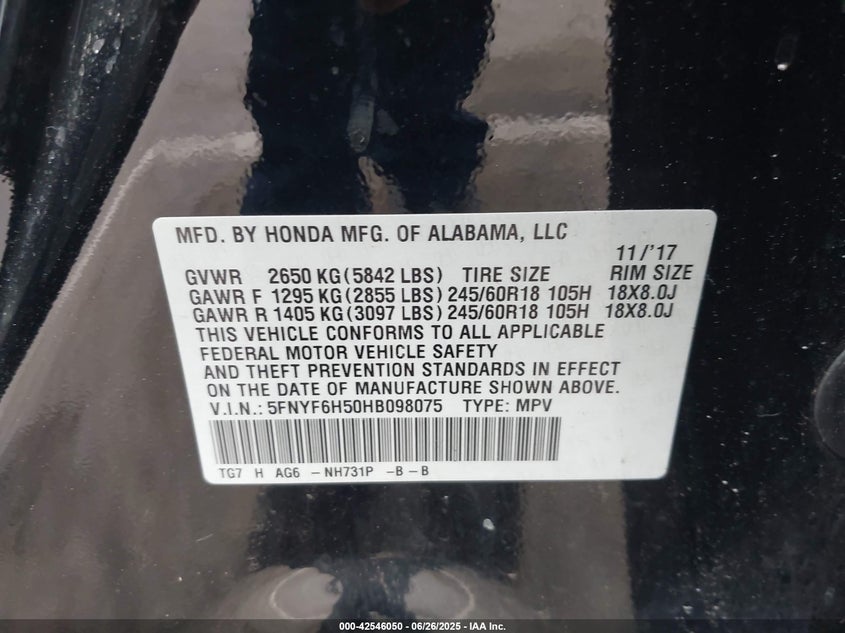 MFD. BY HONDA MFG. OF ALABAMA, LLC
11/'17
GVWR 2650 KG (5842 LBS) TIRE SIZE RIM SIZE
GAWR F 1295 KG (2855 LBS) 245/60R18 105H 18X8.0J
GAWR R 1405 KG (3097 LBS) 245/60R18 105H 18X8.0J
THIS VEHICLE CONFORMS TO ALL APPLICABLE
FEDERAL MOTOR VEHICLE SAFETY
AND THEFT PREVENTION STANDARDS IN EFFECT
ON THE DATE OF MANUFACTURE SHOWN ABOVE.
V.I.N.: 5FNYF6H50HB098075 TYPE: MPV
TG7 H AG6 - NH731P - B - B
000-42546050 | 06/26/2025 - IAA Inc.